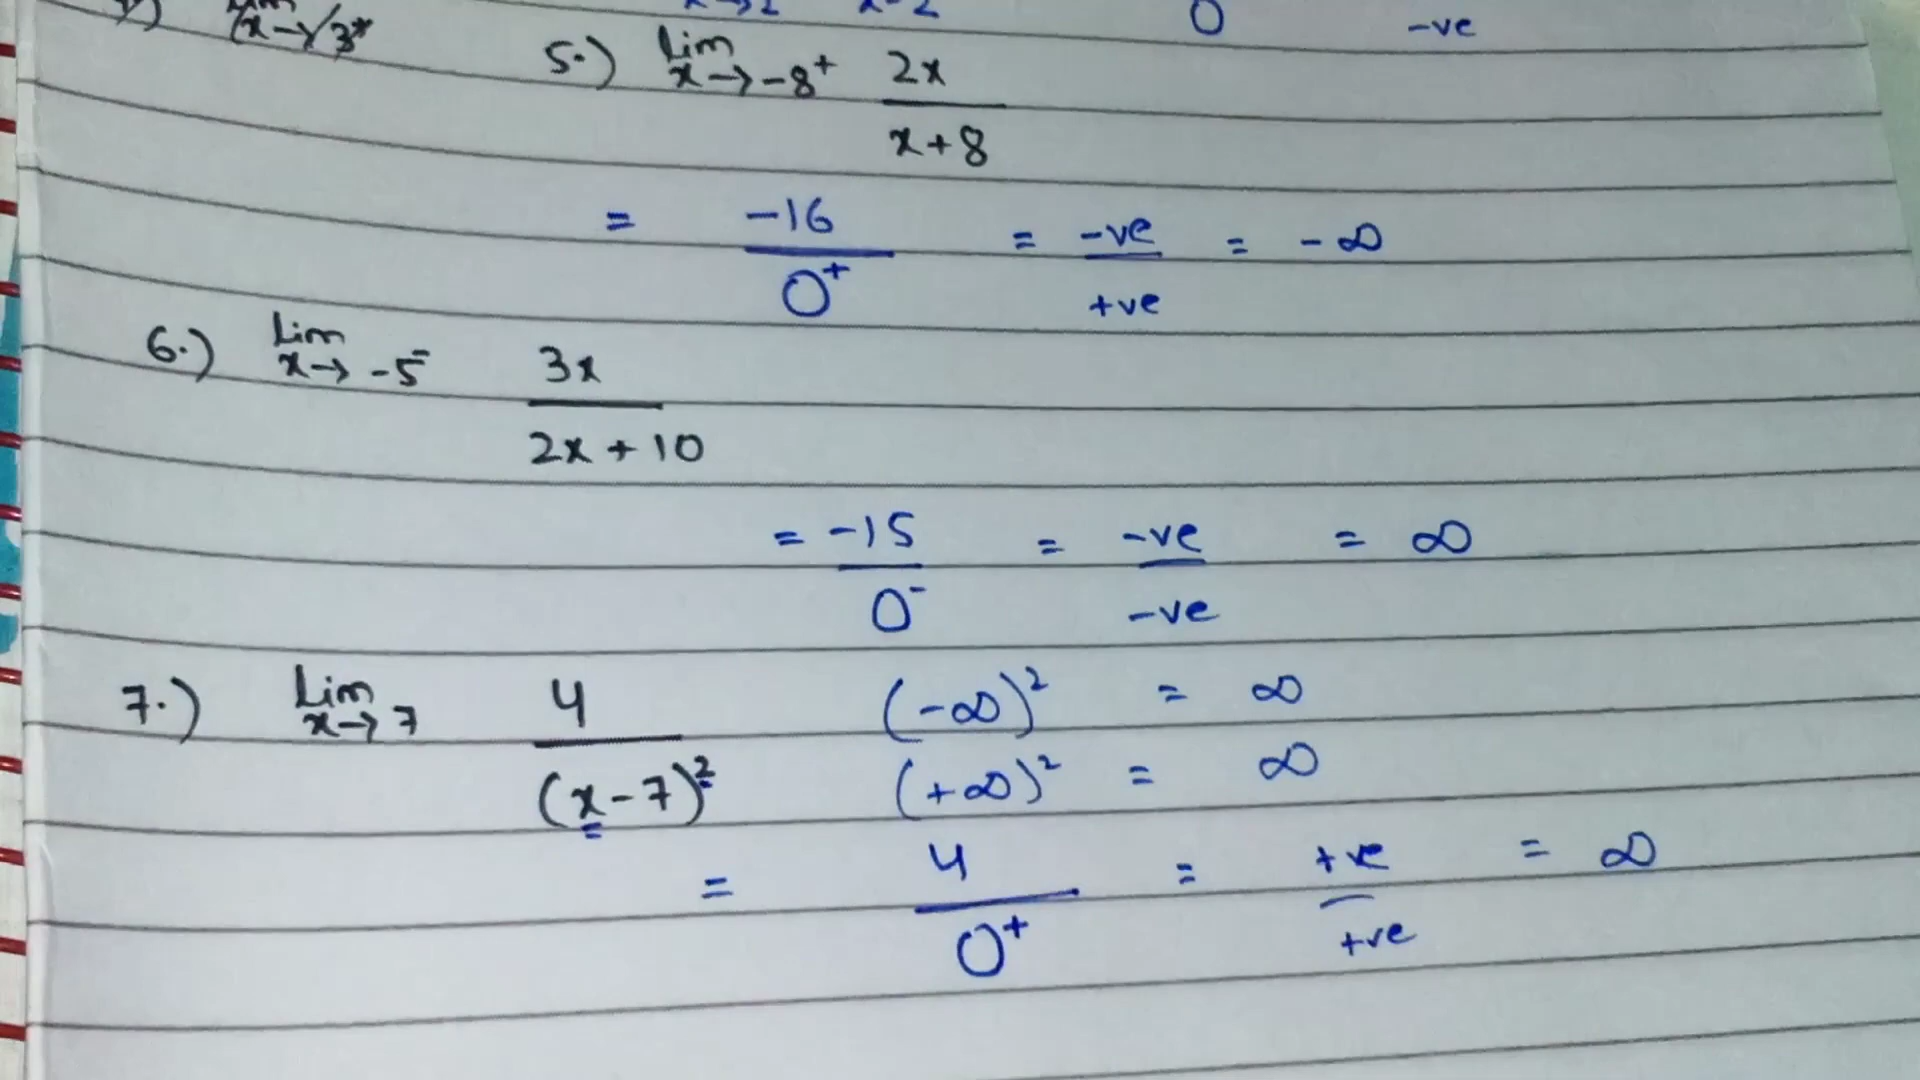 x→3⁺
0 -ve
5.) Lim x→-8⁺ 2x / x+8
= -16 / 0⁺ = -ve / +ve = -∞
6.) Lim x→-5⁻ 3x / 2x+10
= -15 / 0⁻ = -ve / -ve = ∞
7.) Lim x→7 4 / (x-7)²
(-∞)² = ∞
(+∞)² = ∞
= 4 / 0⁺ = +ve / +ve = ∞